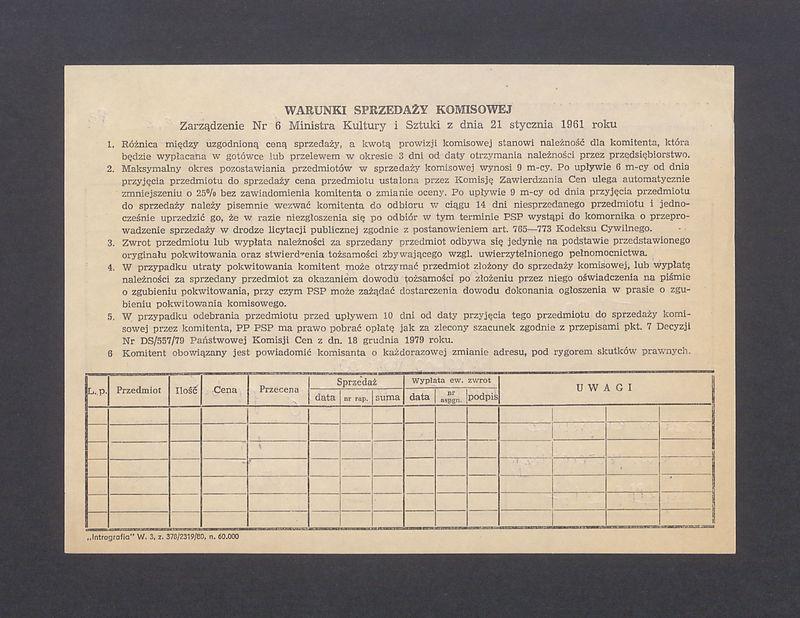 WARUNKI SPRZEDAŻY KOMISOWEJ
Zarządzenie Nr 6 Ministra Kultury i Sztuki z dnia 21 stycznia 1961 roku
1. Różnica między uzgodnioną ceną sprzedaży, a kwotą prowizji komisowej stanowi należność dla komitenta, która
będzie wypłacana w gotówce lub przelewem w okresie 3 dni od daty otrzymania należności przez przędsiębiorstwo.
2. Maksymalny okres pozostawiania przedmiotów w sprzedaży komisowej wynosi 9 m-cy. Po upływie 6 m-cy od dnia
przyjęcia przedmiotu do sprzedaży cena przedmiotu ustalona przez Komisję Zawierdzania Cen ulega automatycznie
zmniejszeniu o 25% bez zawiadomienia komitenta o zmianie oceny. Po upływie 9 m-cy od dnia przyjęcia przedmiotu
do sprzedaży należy pisemnie wezwać komitenta do odbioru w ciągu 14 dni niesprzedanego przedmiotu i jedno-
cześnie uprzedzić go, że w razie niezgłoszenia się po odbiór w tym terminie PSP wystąpi do komornika o przepro-
wadzenie sprzedaży w drodze licytacji publicznej zgodnie z postanowieniem art. 765—773 Kodeksu Cywilnego.
3. Zwrot przedmiotu lub wypłata należności za sprzedany przedmiot odbywa się jedynię na podstawie przedstawionego
oryginału pokwitowania oraz stwierdzenia tożsamości zbywającego wzgl. uwierzytelnionego pełnomocnictwa.
4. W przypadku utraty pokwitowania komitent może otrzymać przedmiot złożony do sprzedaży komisowej, lub wypłatę
należności za sprzedany przedmiot za okazaniem dowodu tożsamości po złożeniu przez niego oświadczenia na piśmie
o zgubieniu pokwitowania, przy czym PSP może zażądać dostarczenia dowodu dokonania ogłoszenia w prasie o zgu-
bieniu pokwitowania komisowego.
5. W przypadku odebrania przedmiotu przed upływem 10 dni od daty przyjęcia tego przedmiotu do sprzedaży komi-
sowej przez komitenta, PP PSP ma prawo pobrać opłatę jak za zlecony szacunek zgodnie z przepisami pkt. 7 Decyzji
Nr DS/557/79 Państwowej Komisji Cen z dn. 18 grudnia 1979 roku.
6 Komitent obowiązany jest powiadomić komisanta o każdorazowej zmianie adresu, pod rygorem skutków prawnych.
L. p. Przedmiot Ilość Cena Przecena Sprzedaż Wypłata ew. zwrot UWAGI
data nr rap. suma data nr aspgn. podpis
„Intrografia" W. 3, z. 378/2319/80, n. 60.000